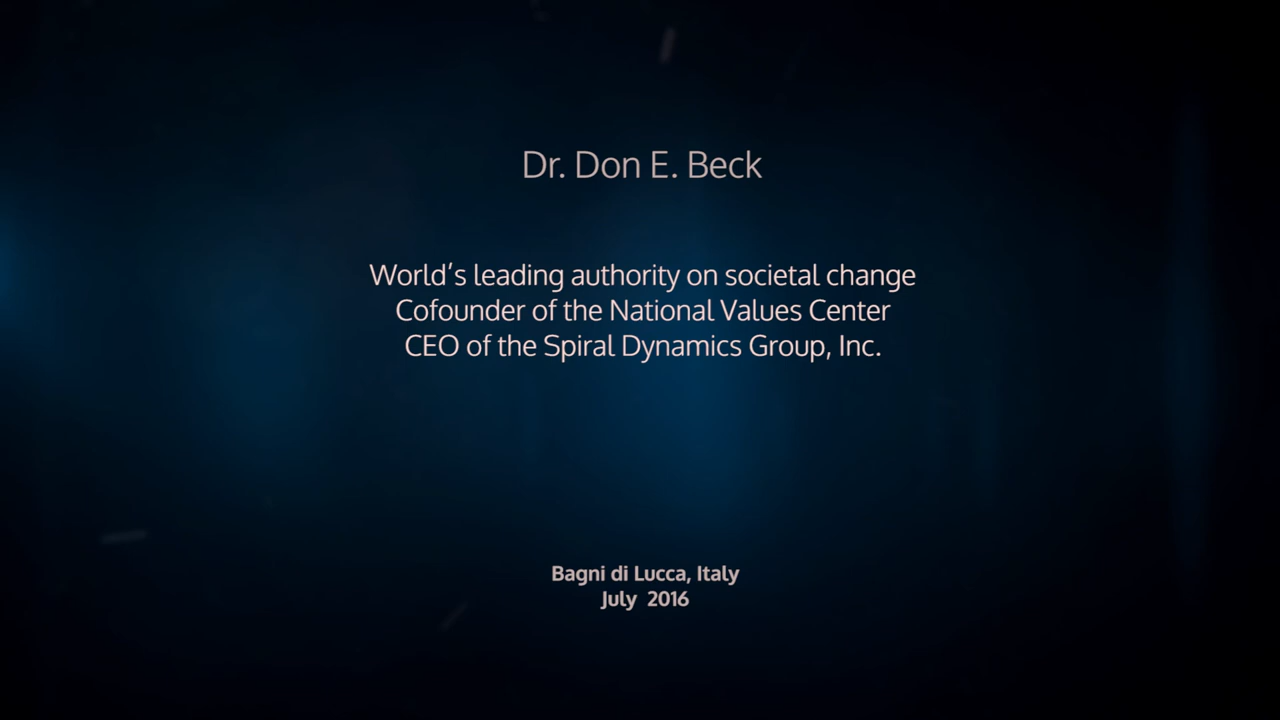 Dr. Don E. Beck
World's leading authority on societal change
Cofounder of the National Values Center
CEO of the Spiral Dynamics Group, Inc.
Bagni di Lucca, Italy
July 2016